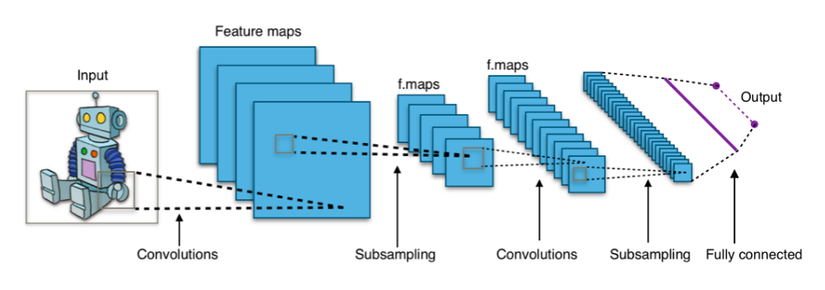 Feature maps
Input
f.maps
f.maps
Output
Convolutions
Subsampling
Convolutions
Subsampling
Fully connected